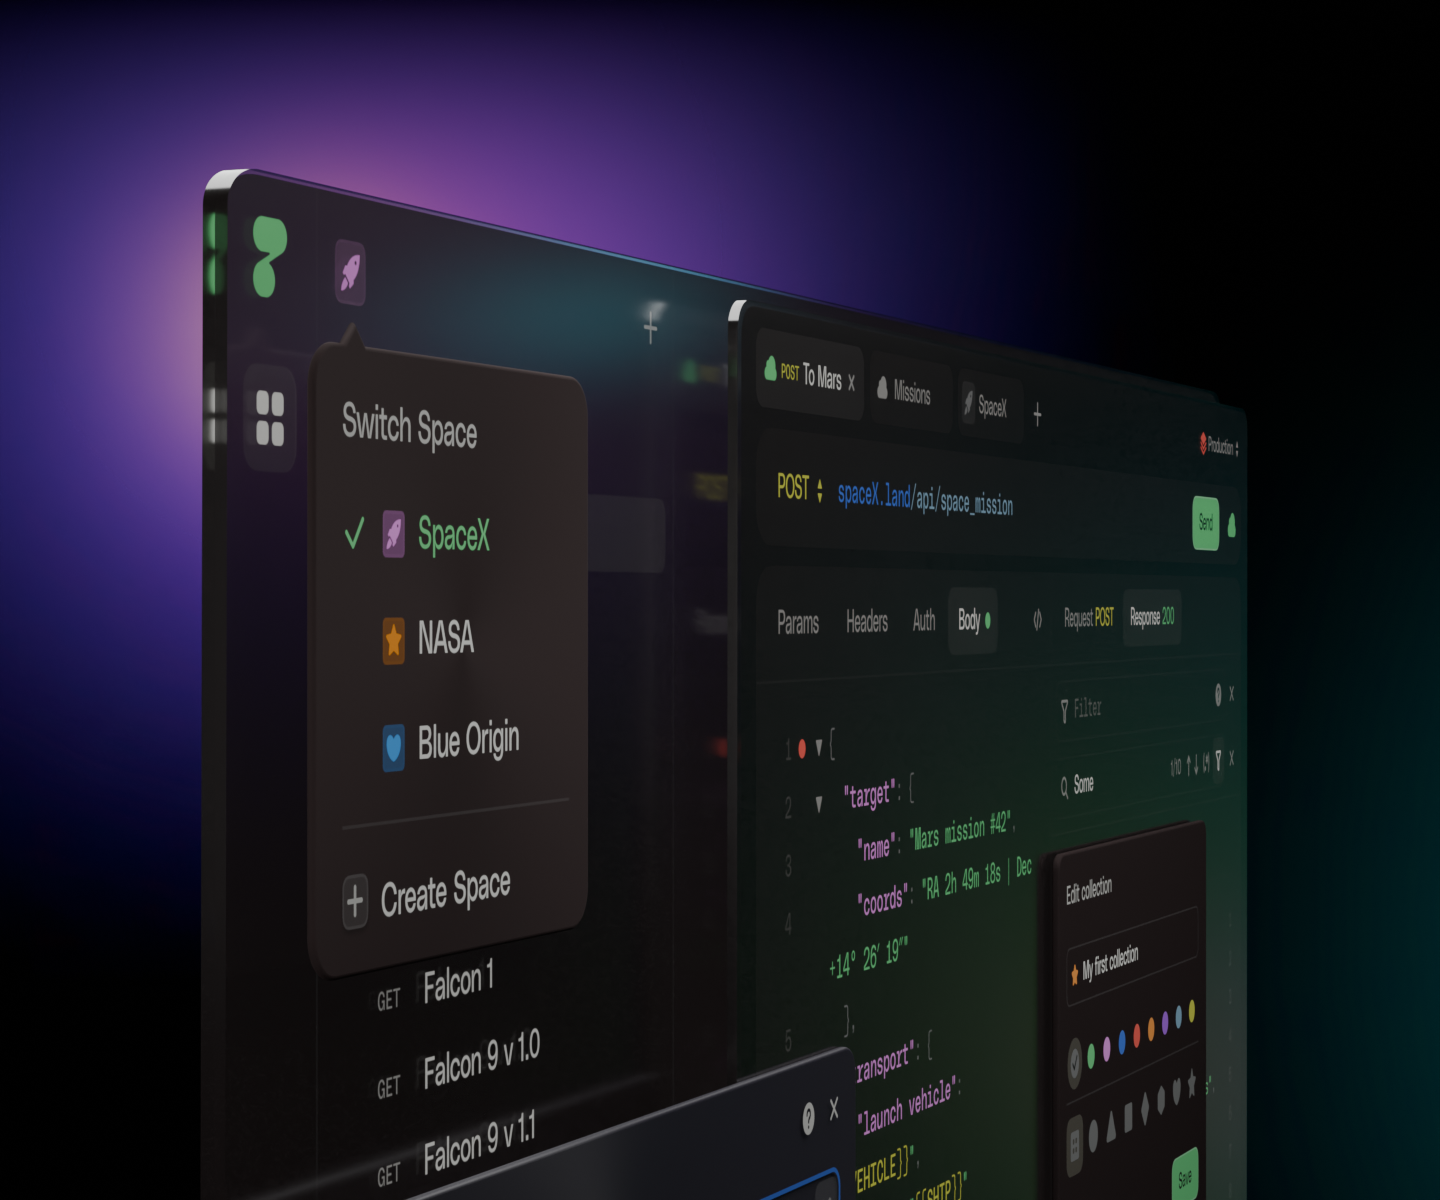 Switch Space
SpaceX
NASA
Blue Origin
Create Space
GET Falcon 1
GET Falcon 9 v 1.0
GET Falcon 9 v 1.1
POST To Mars
Missions
SpaceX
Production
POST spaceX.land/api/space_mission
Send
Params Headers Auth Body
Request POST Response 200
Filter
Some
1/10
1 {
2 "target": {
3 "name": "Mars mission #42",
4 "coords": "RA 2h 49m 18s | Dec
+14° 26′ 19″"
5 },
ransport": {
"launch vehicle":
EHICLE}}",
{{SHIP}}"
Edit collection
My first collection
Save